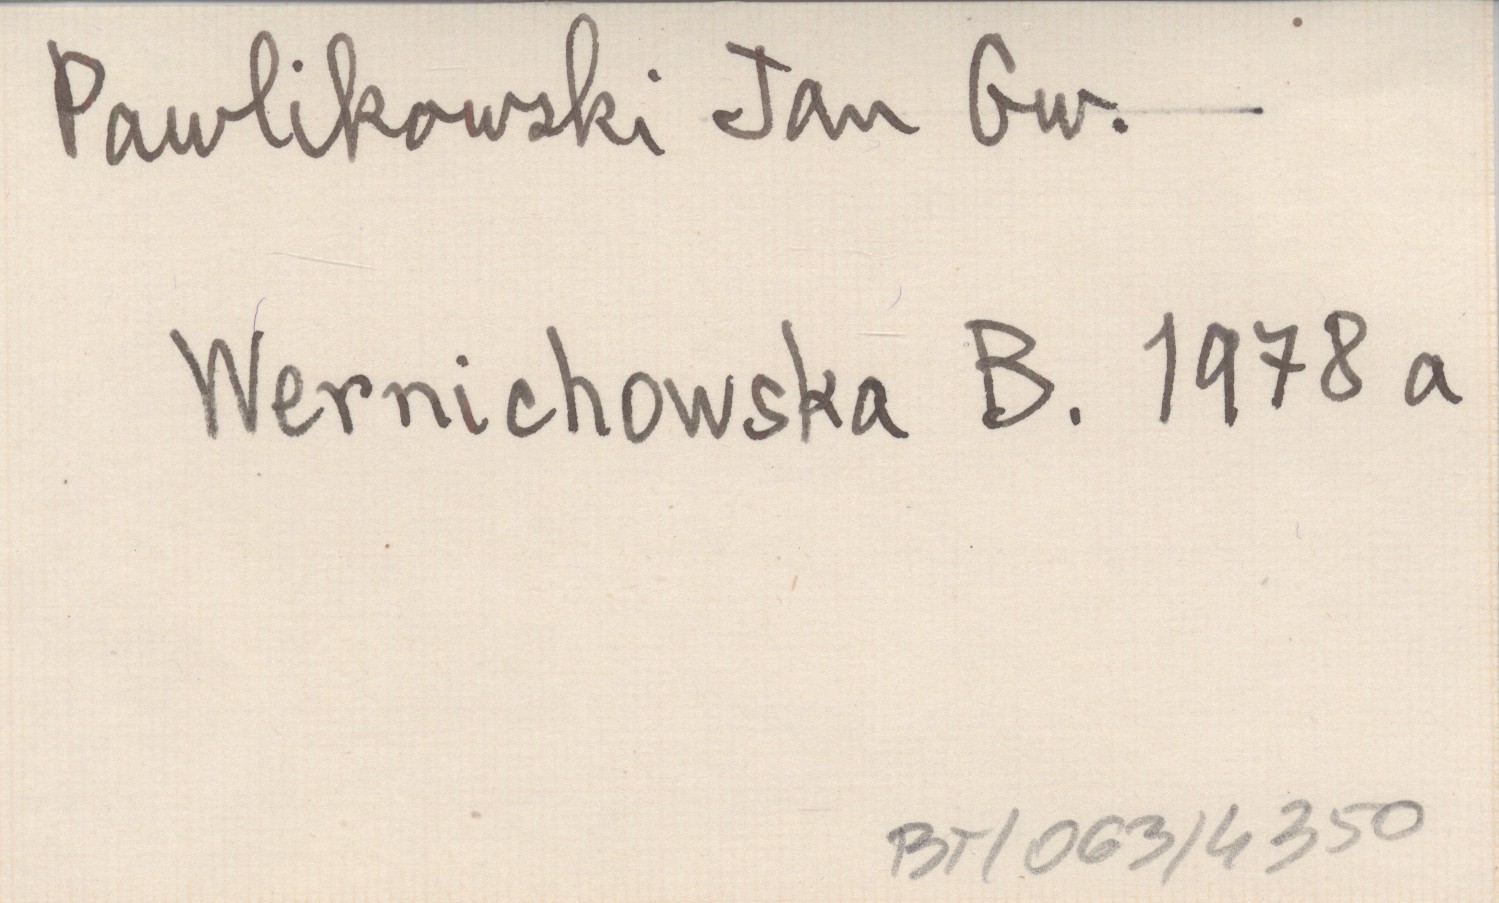 Pawlikowski Jan Gw.
Wernichowska B. 1978 a
BT/063/4350